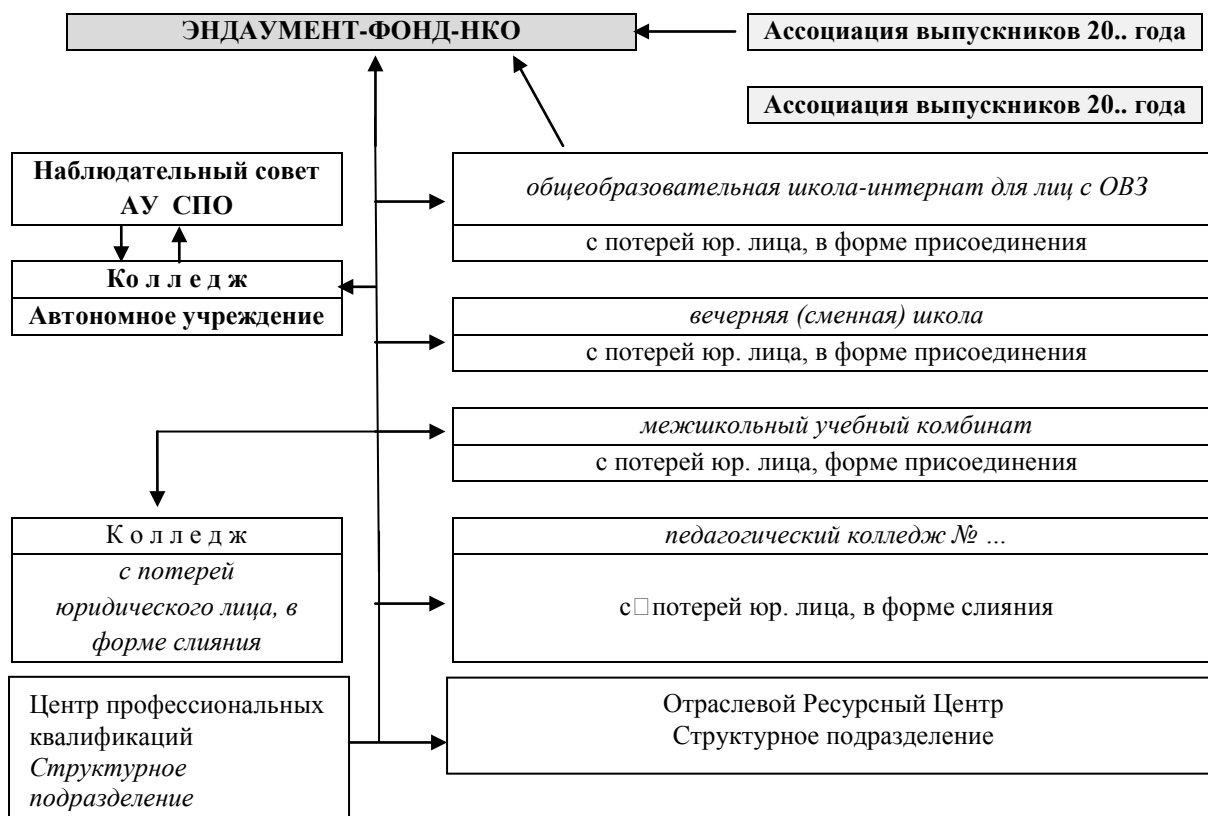 ЭНДАУМЕНТ-ФОНД-НКО
Ассоциация выпускников 20.. года
Ассоциация выпускников 20.. года
Наблюдательный совет
АУ СПО
К о л л е д ж
Автономное учреждение
общеобразовательная школа-интернат для лиц с ОВЗ
с потерей юр. лица, в форме присоединения
вечерняя (сменная) школа
с потерей юр. лица, в форме присоединения
межшкольный учебный комбинат
с потерей юр. лица, форме присоединения
К о л л е д ж
с потерей
юридического лица, в
форме слияния
педагогический колледж № ...
с□потерей юр. лица, в форме слияния
Центр профессиональных
квалификаций
Структурное
подразделение
Отраслевой Ресурсный Центр
Структурное подразделение